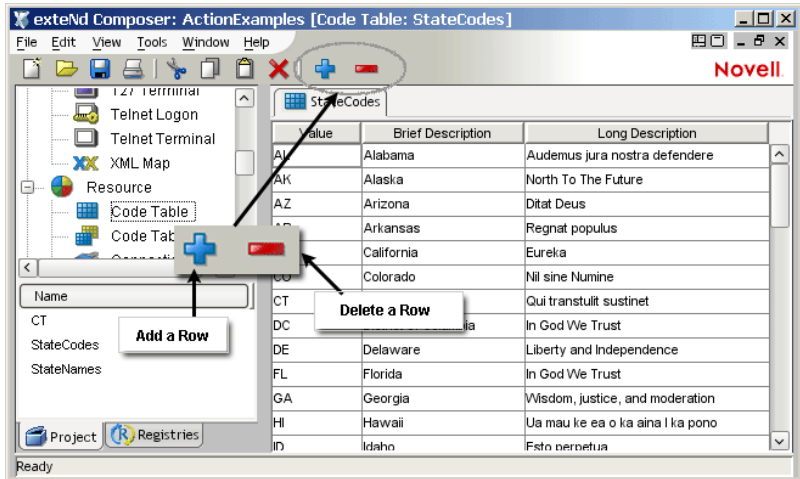 exteNd Composer: ActionExamples [Code Table: StateCodes]
File Edit View Tools Window Help
Novell.
Telnet Logon
Telnet Terminal
XML Map
Resource
Code Table
Code Tab
Name
CT
StateCodes
StateNames
Project
Registries
Add a Row
Delete a Row
StateCodes
Value Brief Description Long Description
AL Alabama Audemus jura nostra defendere
AK Alaska North To The Future
AZ Arizona Ditat Deus
AR Arkansas Regnat populus
California Eureka
CO Colorado Nil sine Numine
CT Qui transtulit sustinet
DC In God We Trust
DE Delaware Liberty and Independence
FL Florida In God We Trust
GA Georgia Wisdom, justice, and moderation
HI Hawaii Ua mau ke ea o ka aina I ka pono
ID Idaho Esto perpetua
Ready